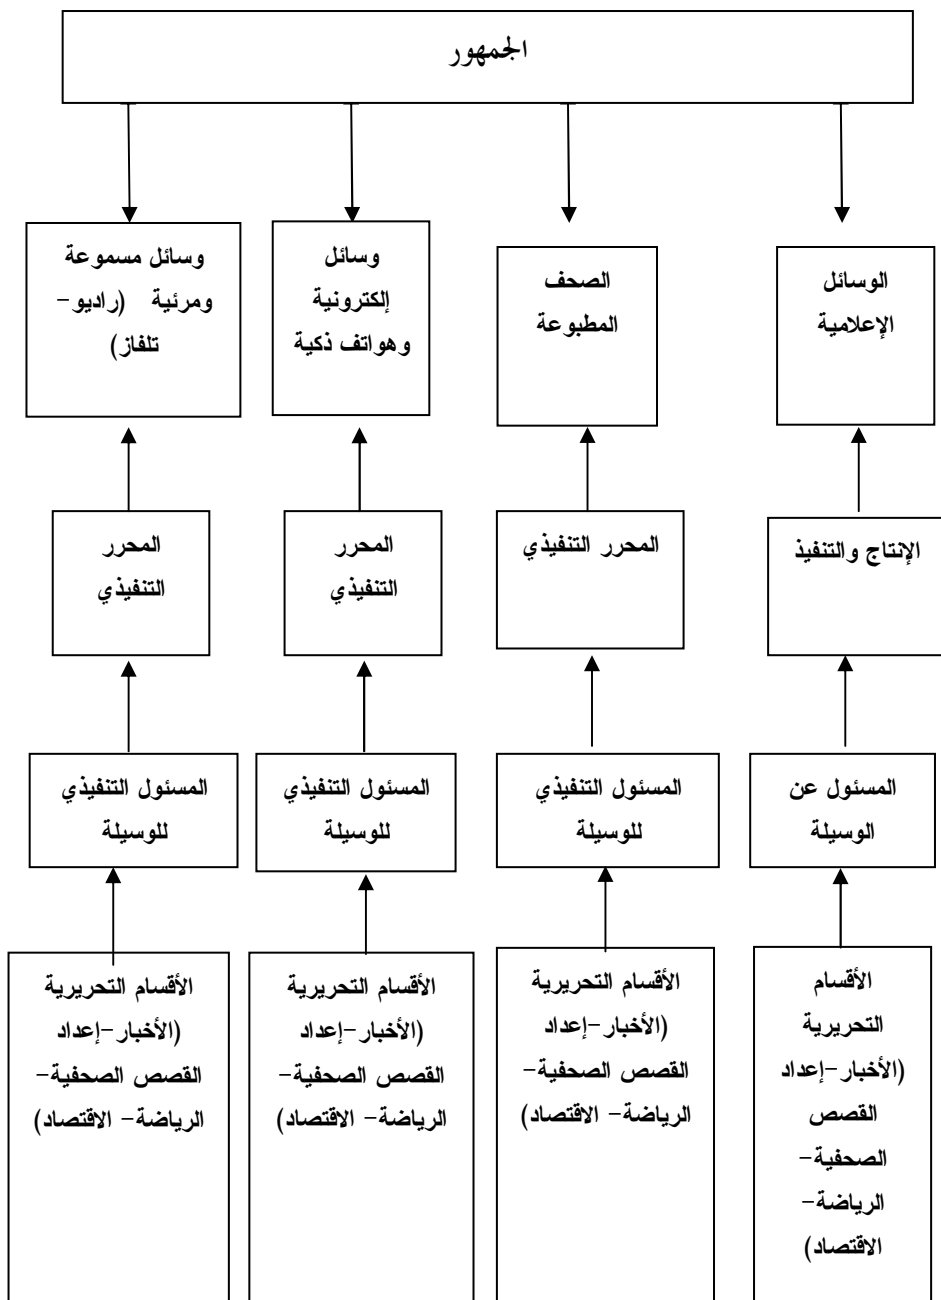 الجمهور
الوسائل
الإعلامية
الصحف
المطبوعة
وسائل
إلكترونية
وهواتف ذكية
وسائل مسموعة
ومرئية (راديو-
تلفاز)
الإنتاج والتنفيذ
المحرر التنفيذي
المحرر
التنفيذي
المحرر
التنفيذي
المسئول عن
الوسيلة
المسئول التنفيذي
للوسيلة
المسئول التنفيذي
للوسيلة
المسئول التنفيذي
للوسيلة
الأقسام
التحريرية
(الأخبار-إعداد
القصص
الصحفية-
الرياضة-
الاقتصاد)
الأقسام التحريرية
(الأخبار-إعداد
القصص الصحفية-
الرياضة- الاقتصاد)
الأقسام التحريرية
(الأخبار-إعداد
القصص الصحفية-
الرياضة- الاقتصاد)
الأقسام التحريرية
(الأخبار-إعداد
القصص الصحفية-
الرياضة- الاقتصاد)